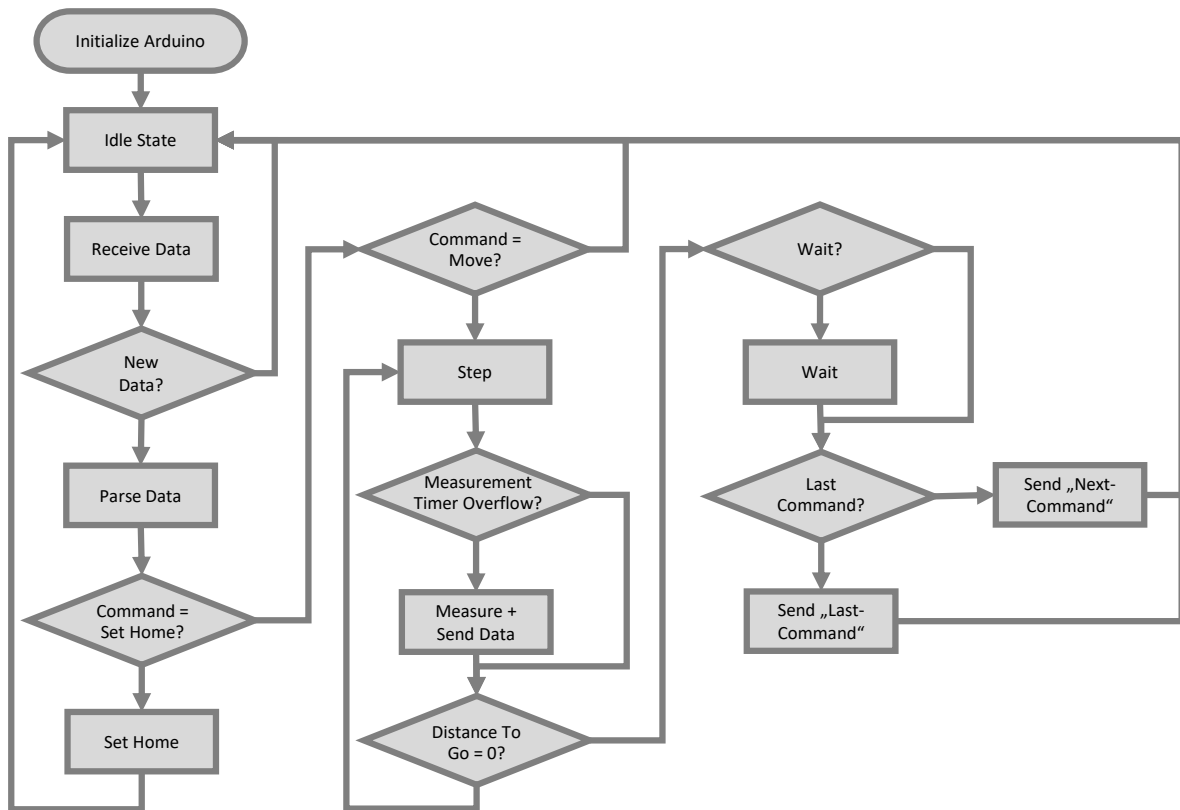 Initialize Arduino
Idle State
Receive Data
New
Data?
Parse Data
Command =
Set Home?
Set Home
Command =
Move?
Step
Measurement
Timer Overflow?
Measure +
Send Data
Distance To
Go = 0?
Wait?
Wait
Last
Command?
Send „Next-
Command“
Send „Last-
Command“